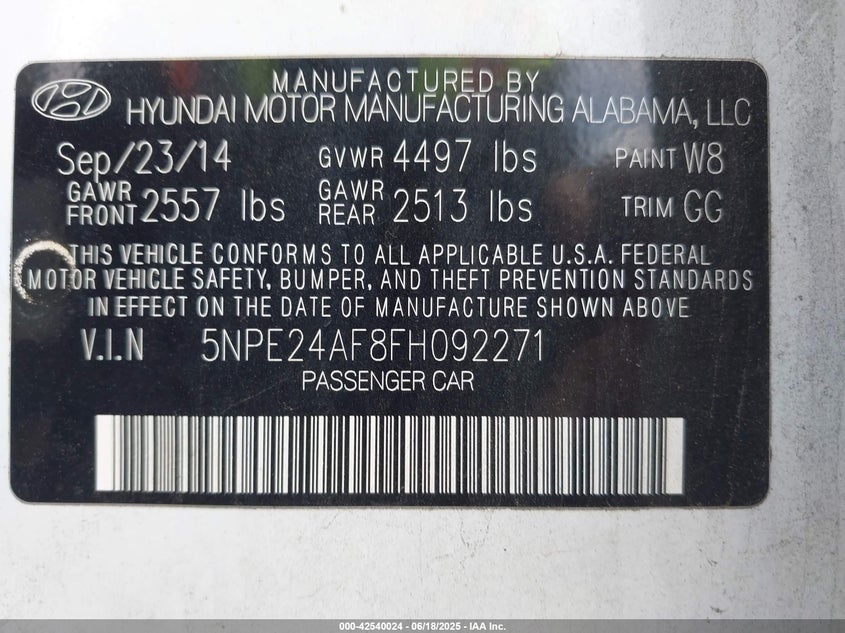 MANUFACTURED BY
HYUNDAI MOTOR MANUFACTURING ALABAMA, LLC
Sep/23/14 GVWR 4497 lbs PAINT W8
GAWR FRONT 2557 lbs GAWR REAR 2513 lbs TRIM GG
THIS VEHICLE CONFORMS TO ALL APPLICABLE U.S.A. FEDERAL
MOTOR VEHICLE SAFETY, BUMPER, AND THEFT PREVENTION STANDARDS
IN EFFECT ON THE DATE OF MANUFACTURE SHOWN ABOVE
V.I.N 5NPE24AF8FH092271
PASSENGER CAR
000-42540024 - 06/18/2025 - IAA Inc.